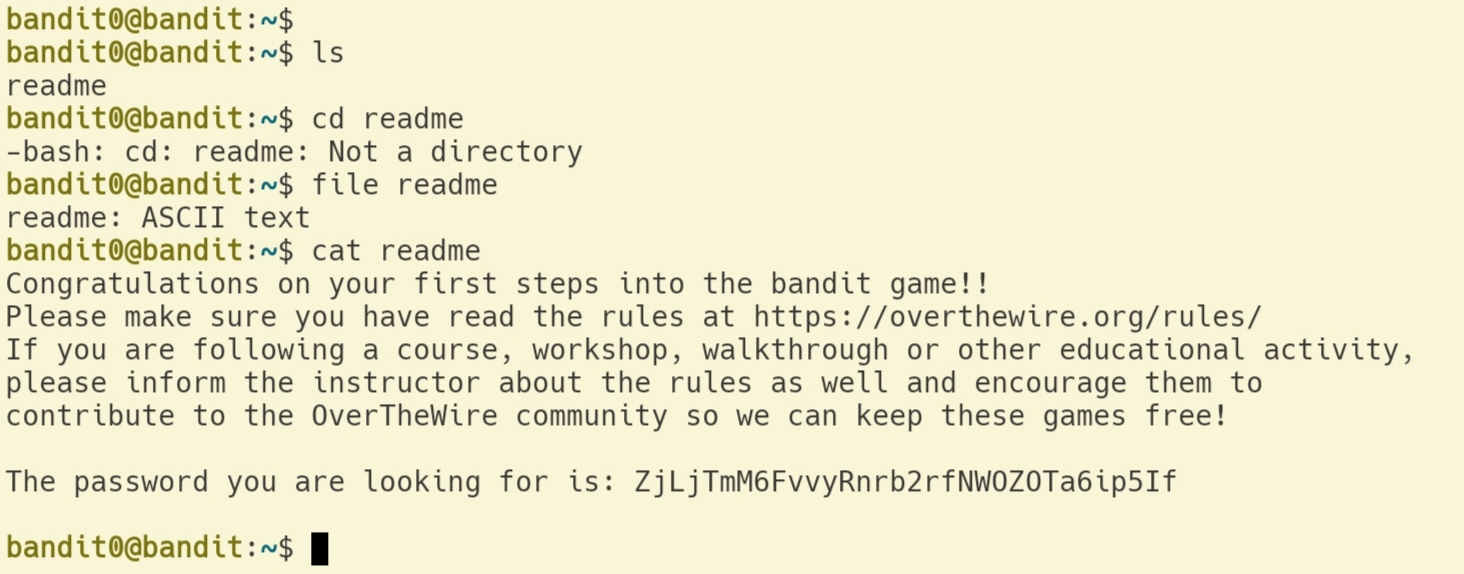 bandit0@bandit:~$
bandit0@bandit:~$ ls
readme
bandit0@bandit:~$ cd readme
-bash: cd: readme: Not a directory
bandit0@bandit:~$ file readme
readme: ASCII text
bandit0@bandit:~$ cat readme
Congratulations on your first steps into the bandit game!!
Please make sure you have read the rules at https://overthewire.org/rules/
If you are following a course, workshop, walkthrough or other educational activity,
please inform the instructor about the rules as well and encourage them to
contribute to the OverTheWire community so we can keep these games free!

The password you are looking for is: ZjLjTmM6FvvyRnrb2rfNWOZOTa6ip5If

bandit0@bandit:~$